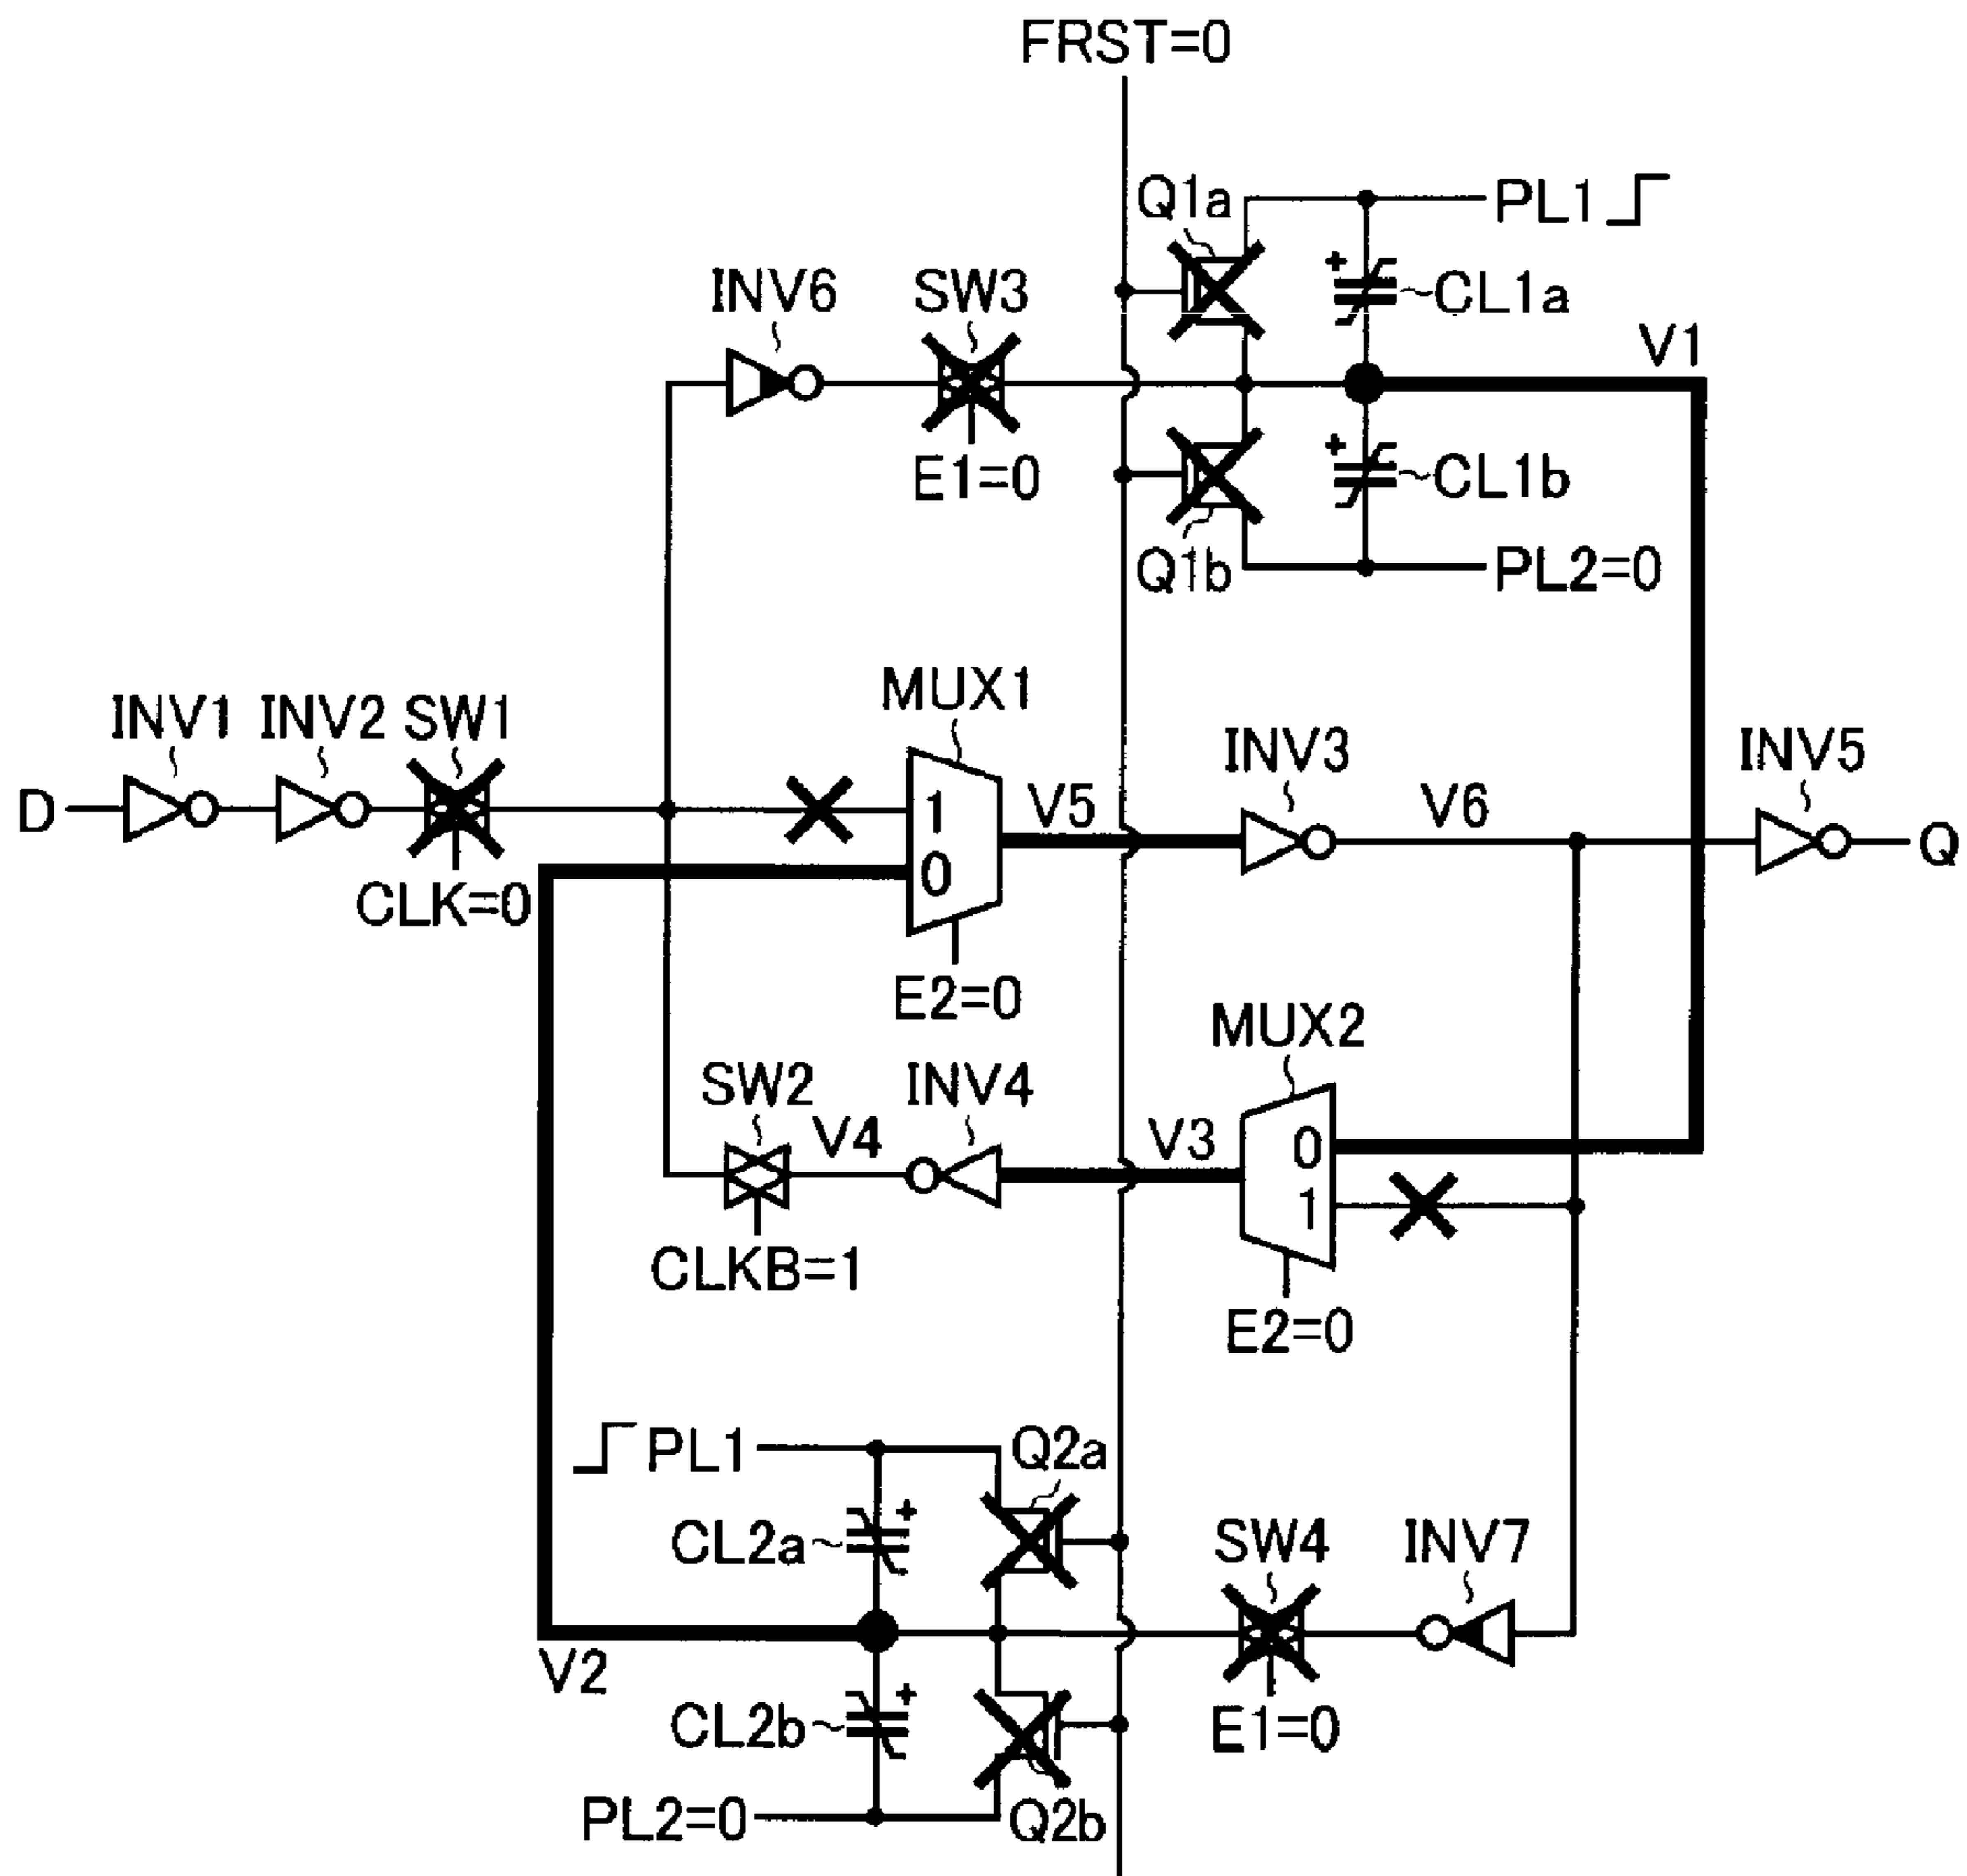 FRST=0
Q1a
PL1
INV6
SW3
+
CL1a
V1
E1=0
+
CL1b
Q1b
PL2=0
MUX1
INV1
INV2
SW1
INV3
INV5
D
1
V5
V6
Q
0
CLK=0
E2=0
MUX2
SW2
INV4
V4
V3
0
1
CLKB=1
E2=0
PL1
Q2a
+
CL2a
SW4
INV7
V2
+
CL2b
E1=0
PL2=0
Q2b